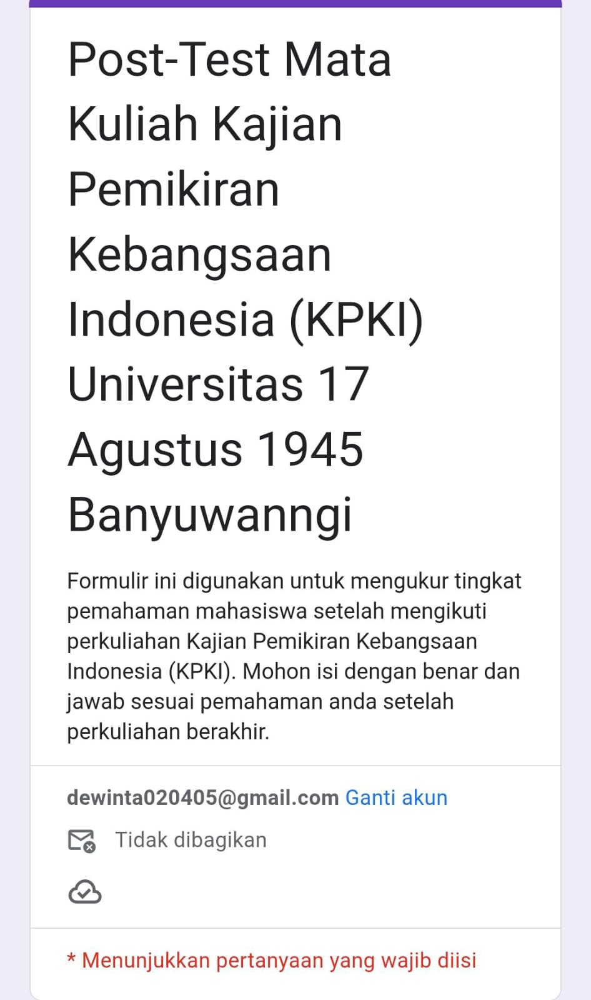 Post-Test Mata
Kuliah Kajian
Pemikiran
Kebangsaan
Indonesia (KPKI)
Universitas 17
Agustus 1945
Banyuwanngi
Formulir ini digunakan untuk mengukur tingkat
pemahaman mahasiswa setelah mengikuti
perkuliahan Kajian Pemikiran Kebangsaan
Indonesia (KPKI). Mohon isi dengan benar dan
jawab sesuai pemahaman anda setelah
perkuliahan berakhir.
dewinta020405@gmail.com Ganti akun
Tidak dibagikan
* Menunjukkan pertanyaan yang wajib diisi